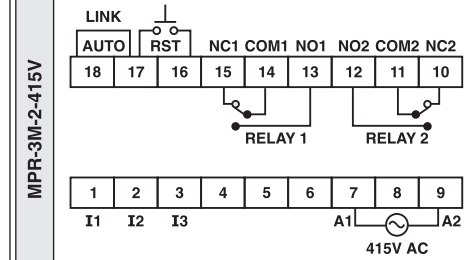 LINK
AUTO RST NC1 COM1 NO1 NO2 COM2 NC2
18 17 16 15 14 13 12 11 10
RELAY 1 RELAY 2
MPR-3M-2-415V
1 2 3 4 5 6 7 8 9
I1 I2 I3 A1 A2
415V AC